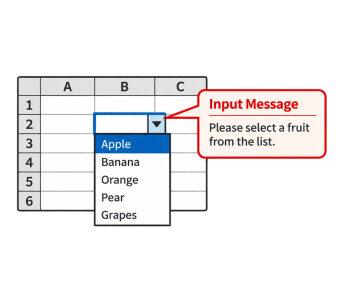 A B C
1
2
3
4
5
6
Apple
Banana
Orange
Pear
Grapes
Input Message
Please select a fruit
from the list.